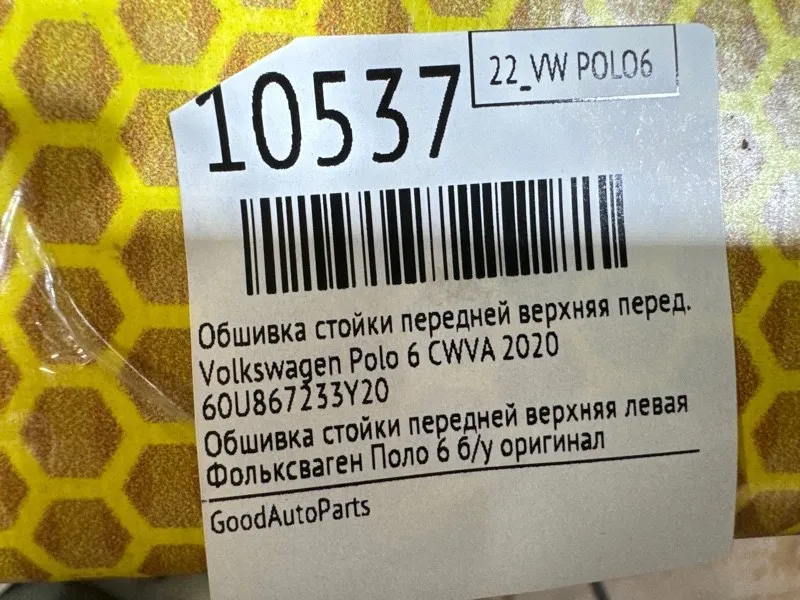 10537
22_VW POLO6
Обшивка стойки передней верхняя перед.
Volkswagen Polo 6 CWVA 2020
60U867233Y20
Обшивка стойки передней верхняя левая
Фольксваген Поло 6 б/у оригинал
GoodAutoParts